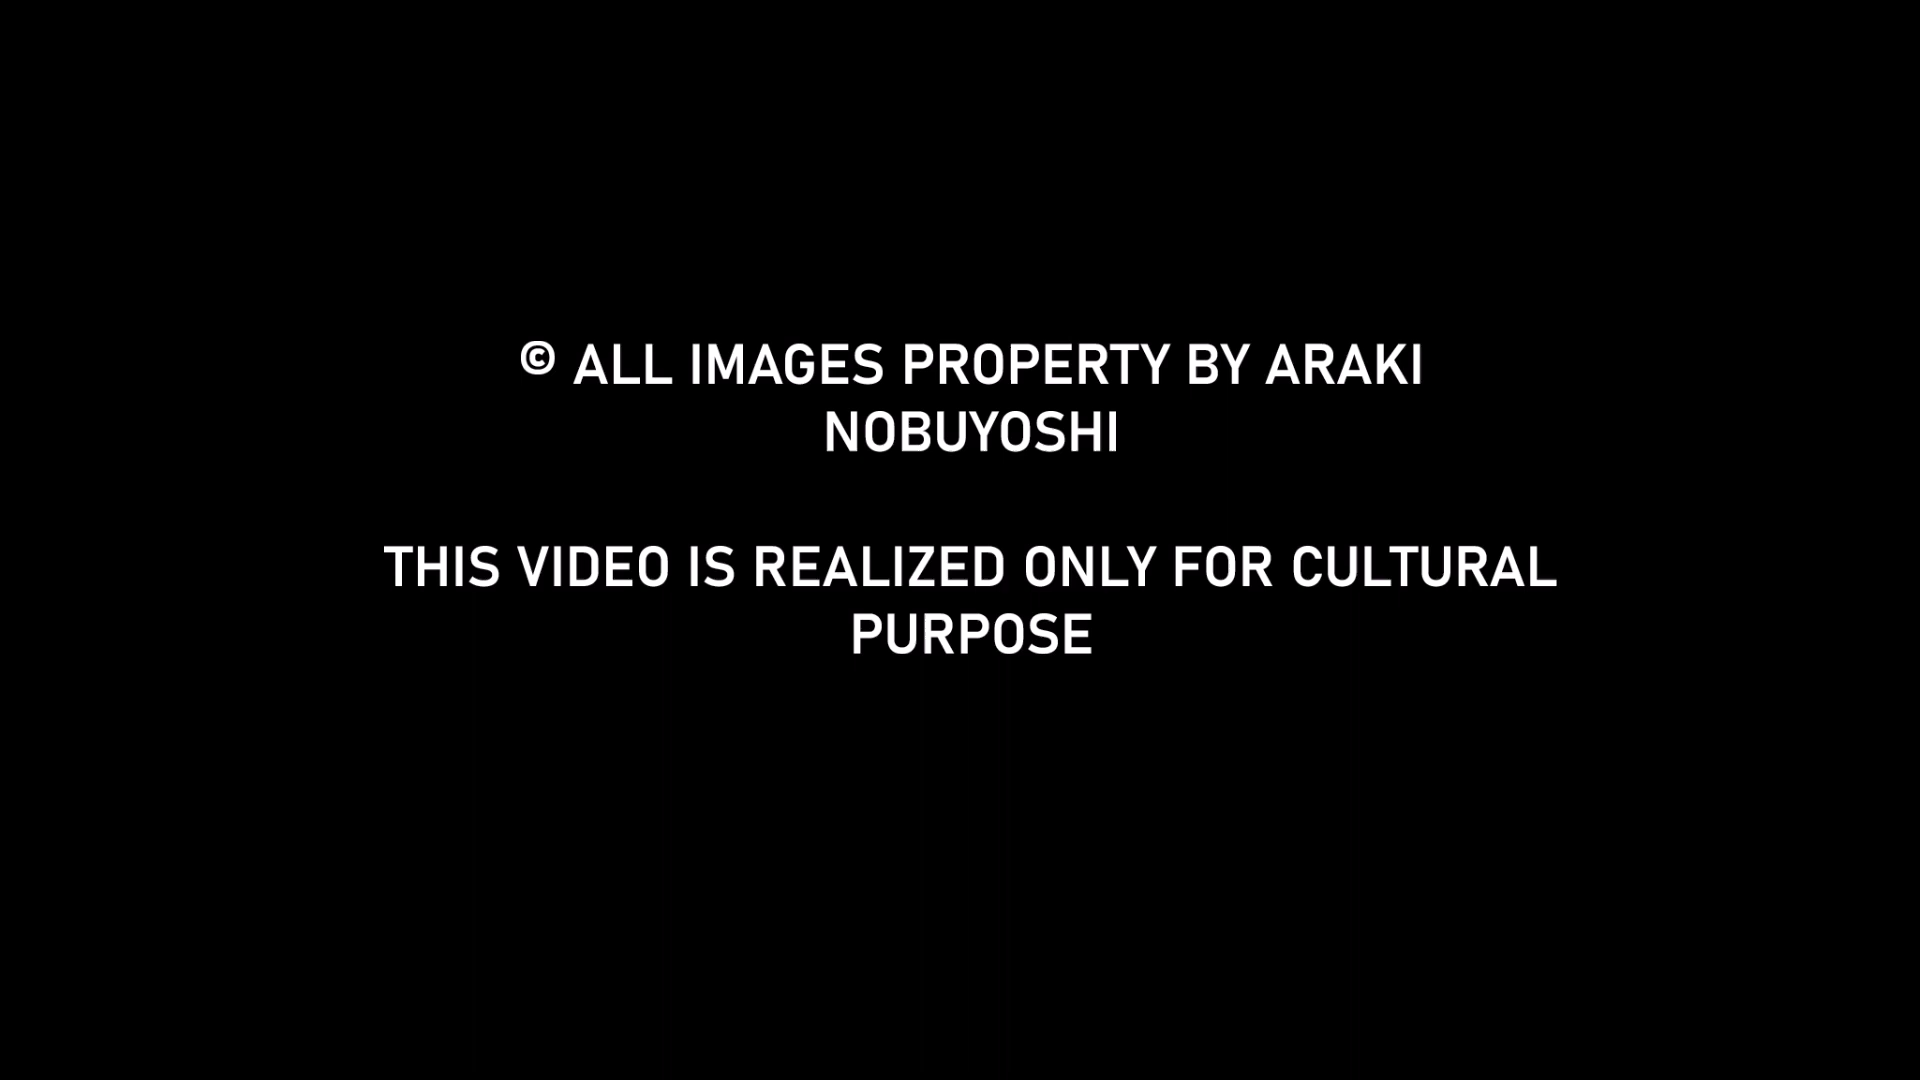 © ALL IMAGES PROPERTY BY ARAKI
NOBUYOSHI
THIS VIDEO IS REALIZED ONLY FOR CULTURAL
PURPOSE